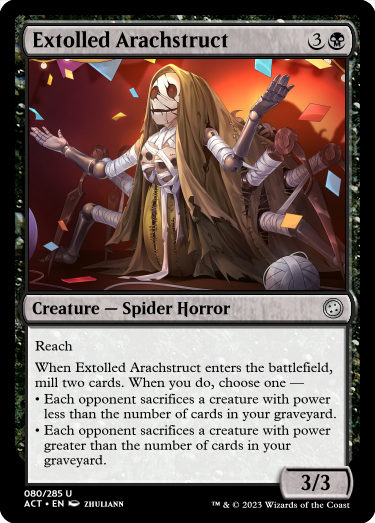 Extolled Arachstruct 3
Creature — Spider Horror
Reach
When Extolled Arachstruct enters the battlefield,
mill two cards. When you do, choose one —
• Each opponent sacrifices a creature with power
less than the number of cards in your graveyard.
• Each opponent sacrifices a creature with power
greater than the number of cards in your
graveyard.
3/3
080/285 U
ACT • EN ZHULIANN
™ & © 2023 Wizards of the Coast